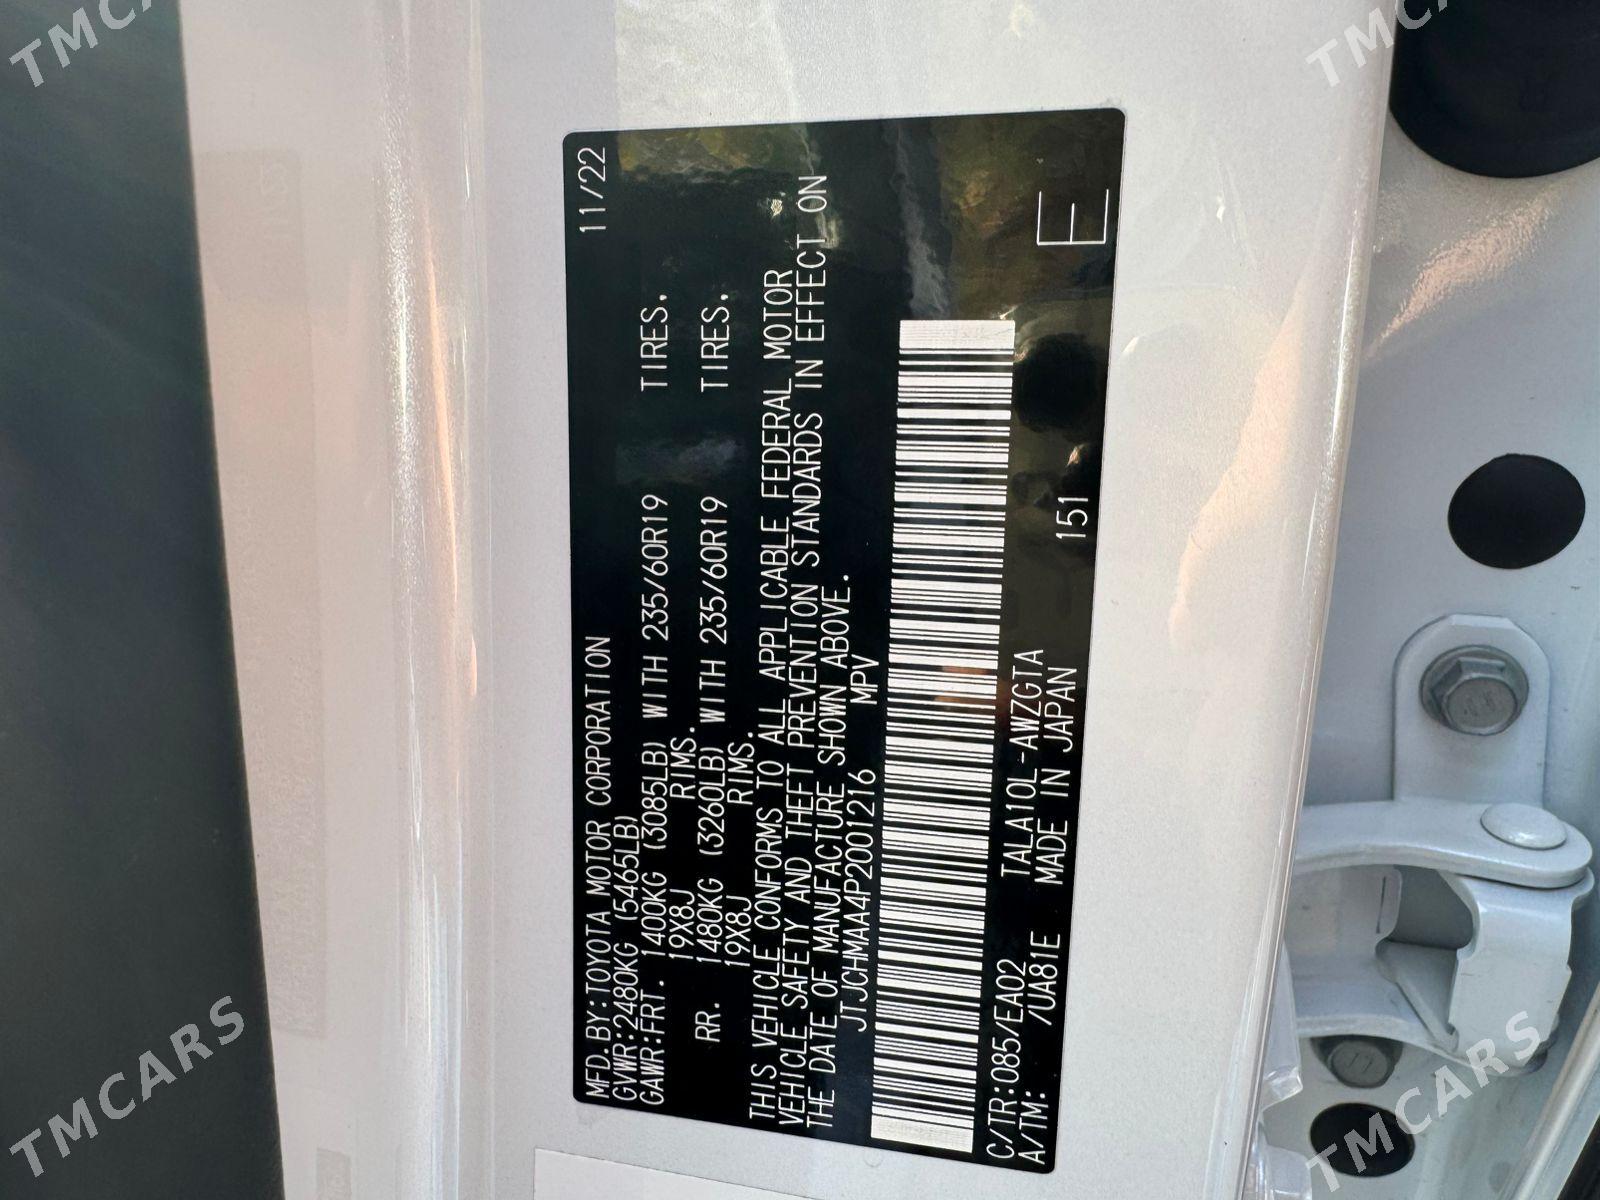 MFD.BY:TOYOTA MOTOR CORPORATION 11/22
GVWR:2480KG (5465LB)
GAWR:FRT. 1400KG (3085LB) WITH 235/60R19 TIRES,
19X8J RIMS.
RR. 1480KG (3260LB) WITH 235/60R19 TIRES,
19X8J RIMS.
THIS VEHICLE CONFORMS TO ALL APPLICABLE FEDERAL MOTOR
VEHICLE SAFETY AND THEFT PREVENTION STANDARDS IN EFFECT ON
THE DATE OF MANUFACTURE SHOWN ABOVE.
JTJCHMAA4P2001216 MPV
C/TR:085/EA02 TALA10L-AWZGTA
A/TM: /UA81E MADE IN JAPAN 151 E
TMCARS
TMCARS
TMCARS
TMCARS